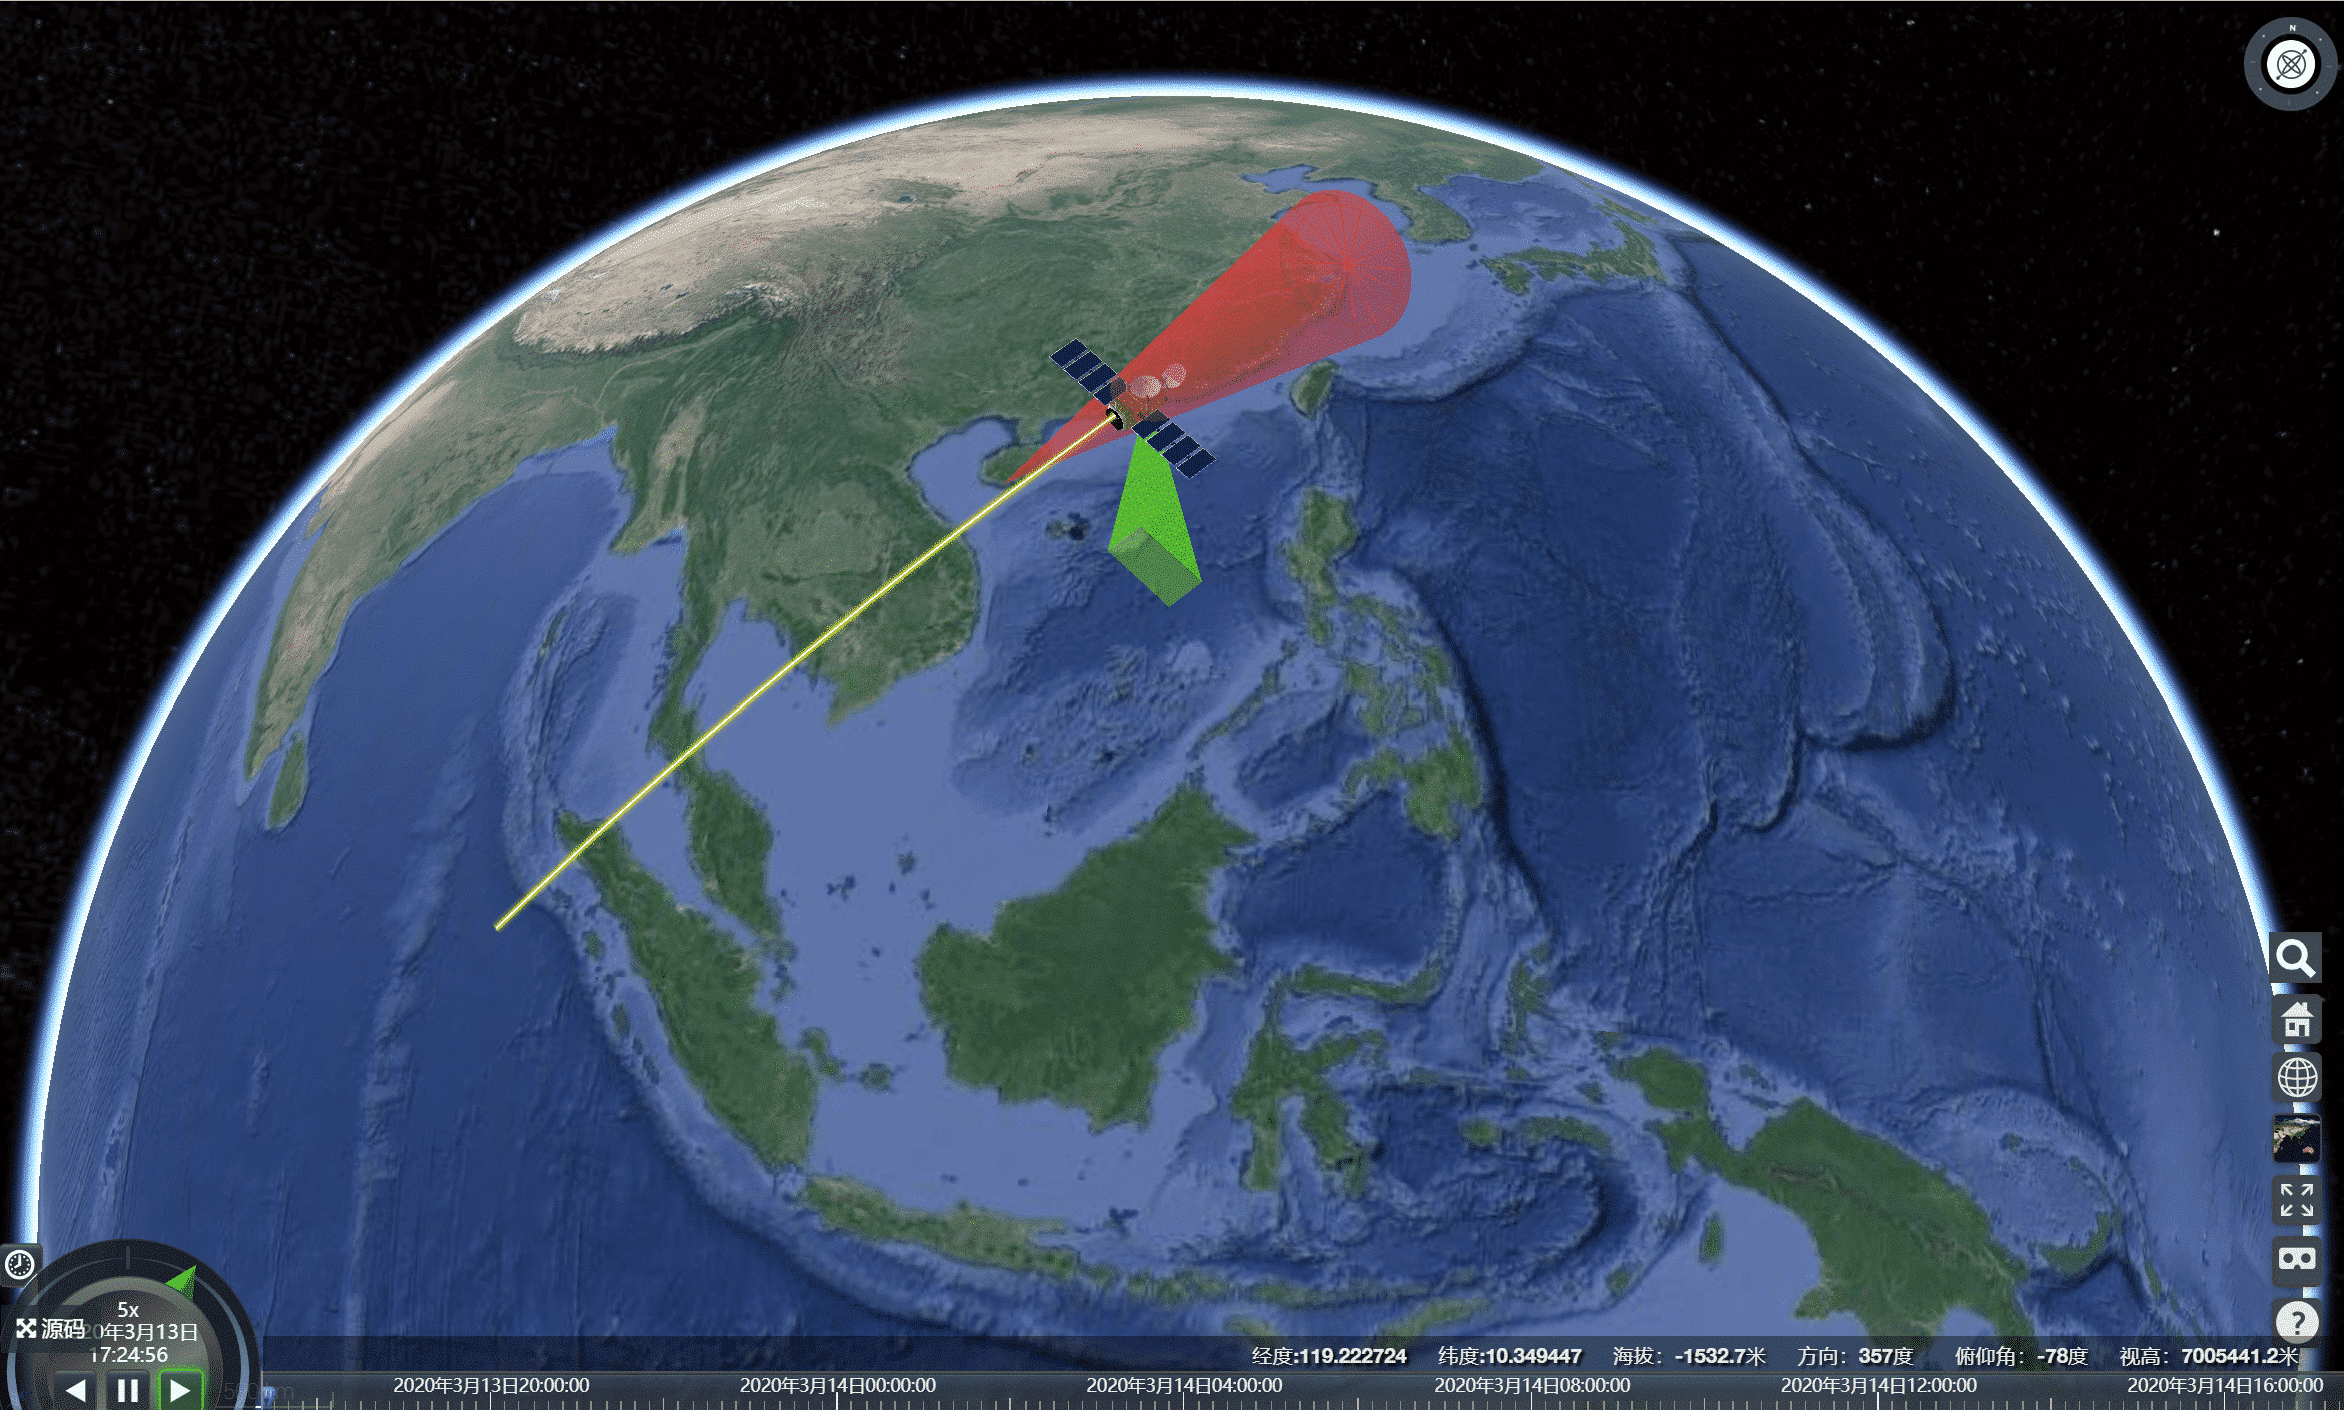 N
5x
源码
20年3月13日
17:24:56
经度:119.222724 纬度:10.349447 海拔：-1532.7米 方向：357度 俯仰角：-78度 视高：7005441.2米
2020年3月13日20:00:00 2020年3月14日00:00:00 2020年3月14日04:00:00 2020年3月14日08:00:00 2020年3月14日12:00:00 2020年3月14日16:00:00
?